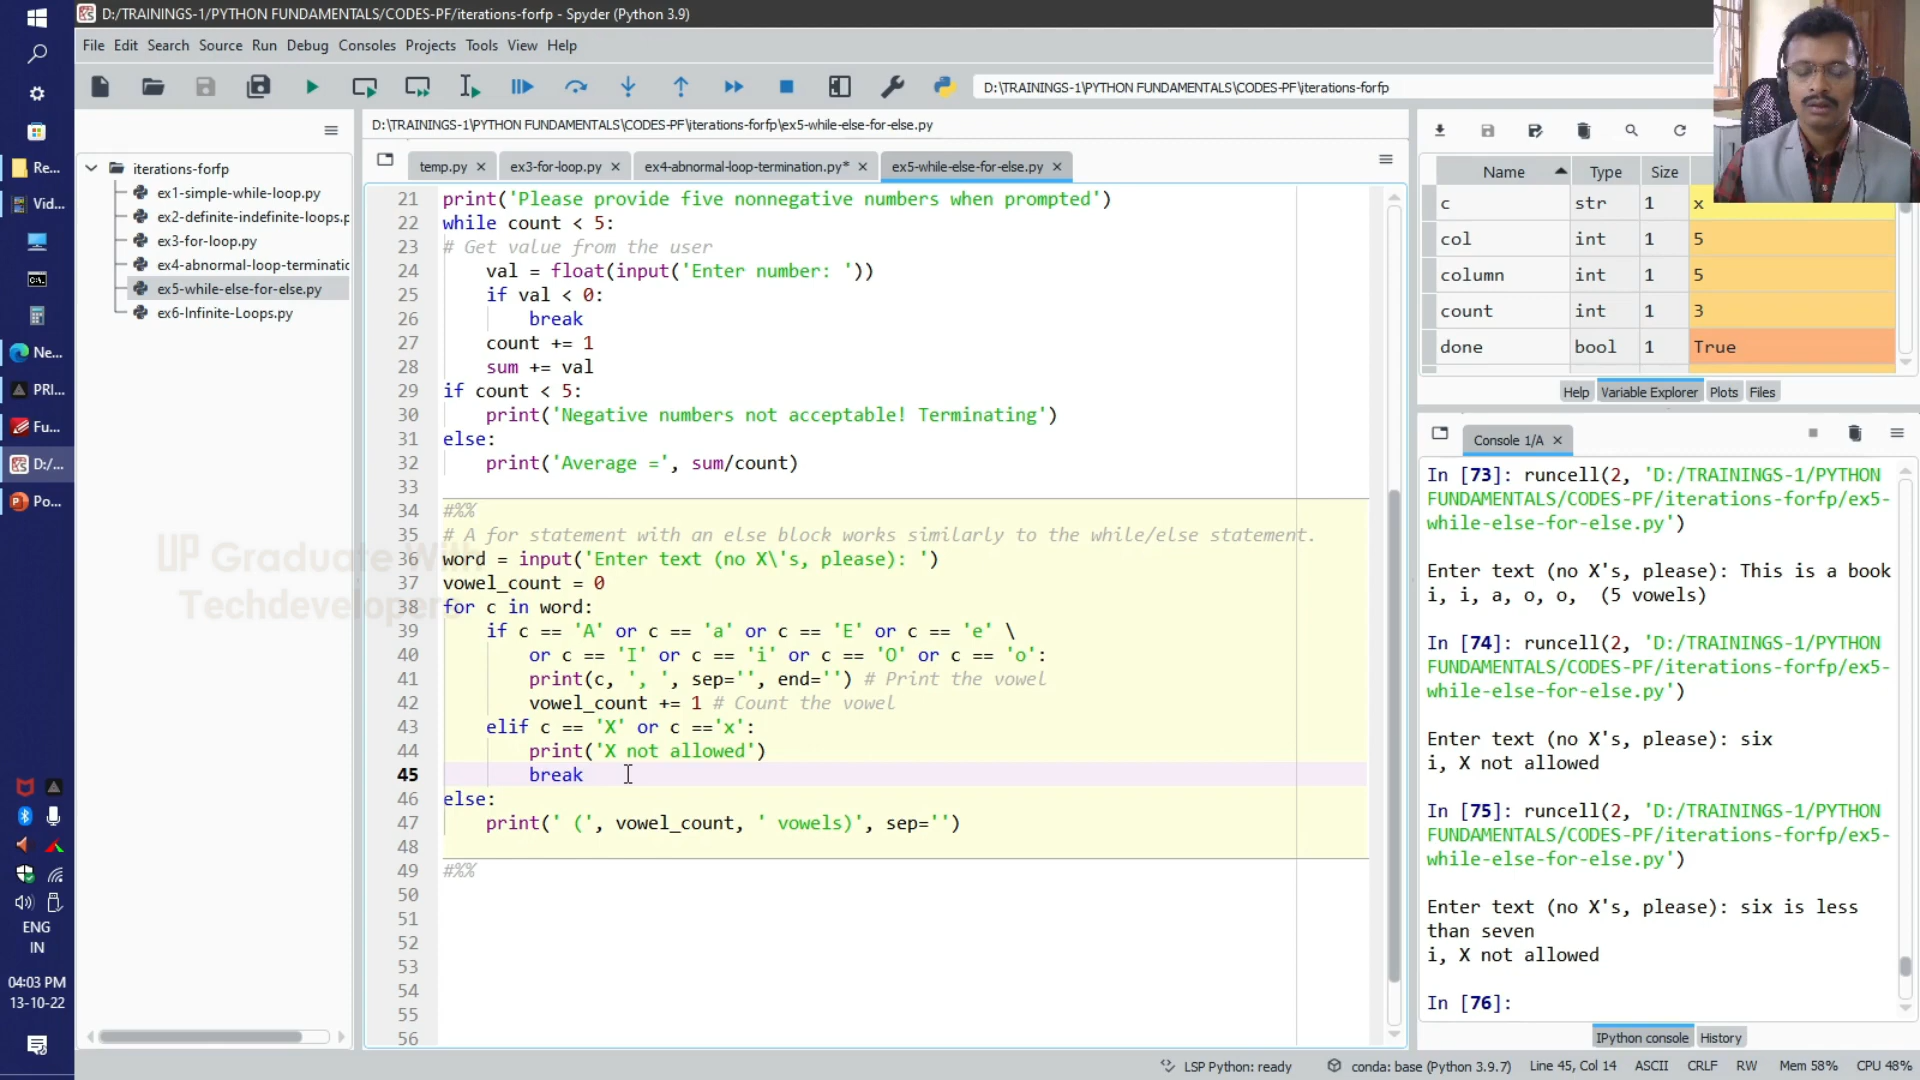 D:/TRAININGS-1/PYTHON FUNDAMENTALS/CODES-PF/iterations-forfp - Spyder (Python 3.9)
File Edit Search Source Run Debug Consoles Projects Tools View Help
D:\TRAININGS-1\PYTHON FUNDAMENTALS\CODES-PF\iterations-forfp
D:\TRAININGS-1\PYTHON FUNDAMENTALS\CODES-PF\iterations-forfp\ex5-while-else-for-else.py
temp.py ex3-for-loop.py ex4-abnormal-loop-termination.py* ex5-while-else-for-else.py
iterations-forfp
ex1-simple-while-loop.py
ex2-definite-indefinite-loops.p
ex3-for-loop.py
ex4-abnormal-loop-terminatic
ex5-while-else-for-else.py
ex6-Infinite-Loops.py
21 print('Please provide five nonnegative numbers when prompted')
22 while count < 5:
23 # Get value from the user
24 val = float(input('Enter number: '))
25 if val < 0:
26 break
27 count += 1
28 sum += val
29 if count < 5:
30 print('Negative numbers not acceptable! Terminating')
31 else:
32 print('Average =', sum/count)
33
34 #%%
35 # A for statement with an else block works similarly to the while/else statement.
36 word = input('Enter text (no X\'s, please): ')
37 vowel_count = 0
38 for c in word:
39 if c == 'A' or c == 'a' or c == 'E' or c == 'e' \
40 or c == 'I' or c == 'i' or c == 'O' or c == 'o':
41 print(c, ', ', sep='', end='') # Print the vowel
42 vowel_count += 1 # Count the vowel
43 elif c == 'X' or c =='x':
44 print('X not allowed')
45 break
46 else:
47 print(' (', vowel_count, ' vowels)', sep='')
48
49 #%%
50
51
52
53
54
55
56
UP Graduate With
Techdevelopers
Name Type Size
c str 1 x
col int 1 5
column int 1 5
count int 1 3
done bool 1 True
Help Variable Explorer Plots Files
Console 1/A
In [73]: runcell(2, 'D:/TRAININGS-1/PYTHON
FUNDAMENTALS/CODES-PF/iterations-forfp/ex5-
while-else-for-else.py')
Enter text (no X's, please): This is a book
i, i, a, o, o,  (5 vowels)
In [74]: runcell(2, 'D:/TRAININGS-1/PYTHON
FUNDAMENTALS/CODES-PF/iterations-forfp/ex5-
while-else-for-else.py')
Enter text (no X's, please): six
i, X not allowed
In [75]: runcell(2, 'D:/TRAININGS-1/PYTHON
FUNDAMENTALS/CODES-PF/iterations-forfp/ex5-
while-else-for-else.py')
Enter text (no X's, please): six is less
than seven
i, X not allowed
In [76]:
IPython console History
LSP Python: ready conda: base (Python 3.9.7) Line 45, Col 14 ASCII CRLF RW Mem 58% CPU 48%
Re...
Vid...
Ne...
PRI...
Fu...
D:/...
Po...
ENG
IN
04:03 PM
13-10-22